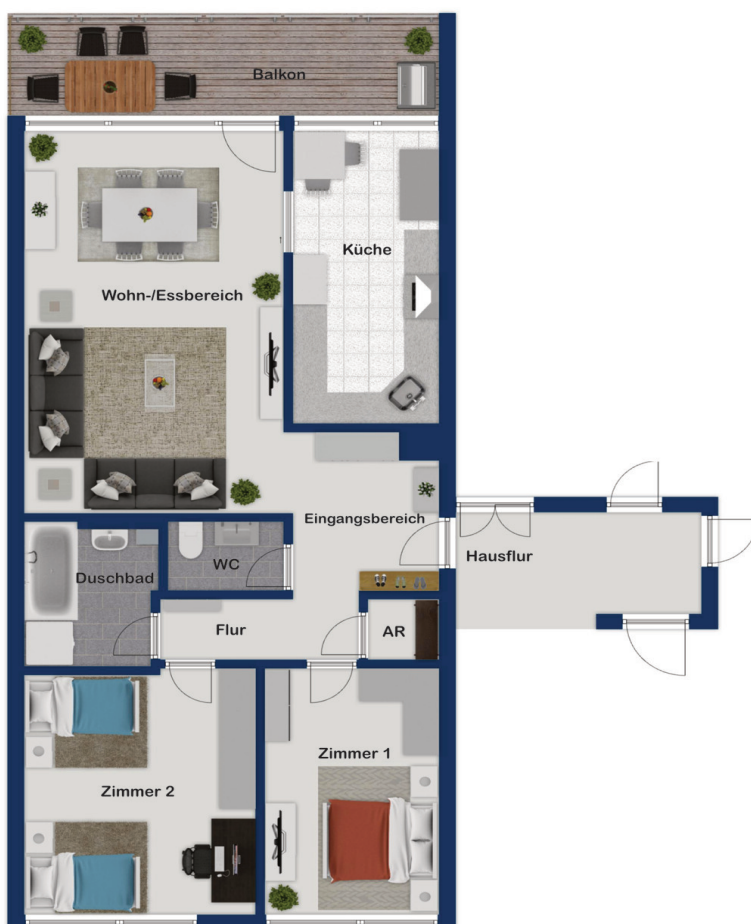 Balkon
Küche
Wohn-/Essbereich
Eingangsbereich
Hausflur
WC
Duschbad
Flur
AR
Zimmer 1
Zimmer 2